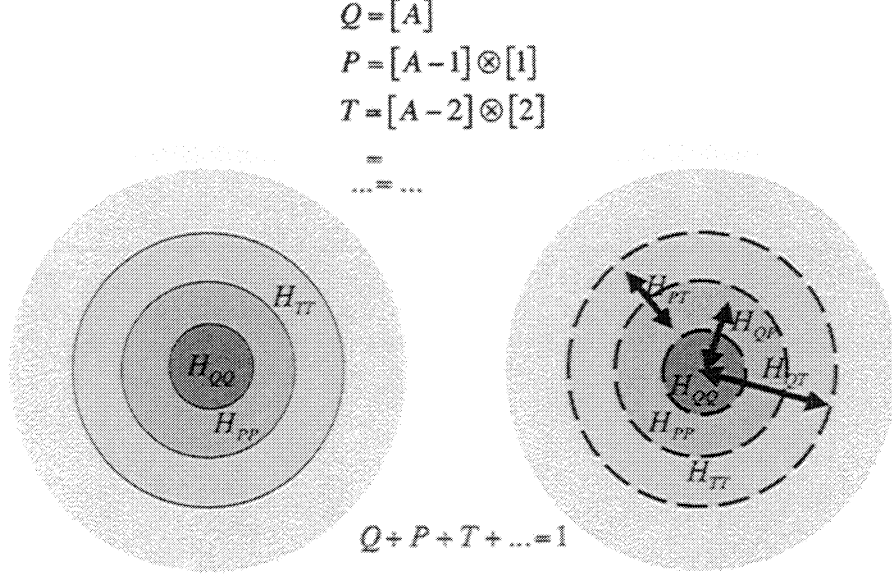 Q = [A]
P = [A−1]⊗[1]
T = [A−2]⊗[2]
=
...= ...
H_TT
H_QQ
H_PP
H_PT
H_QP
H_QT
H_QQ
H_PP
H_TT
Q + P + T + ... = 1